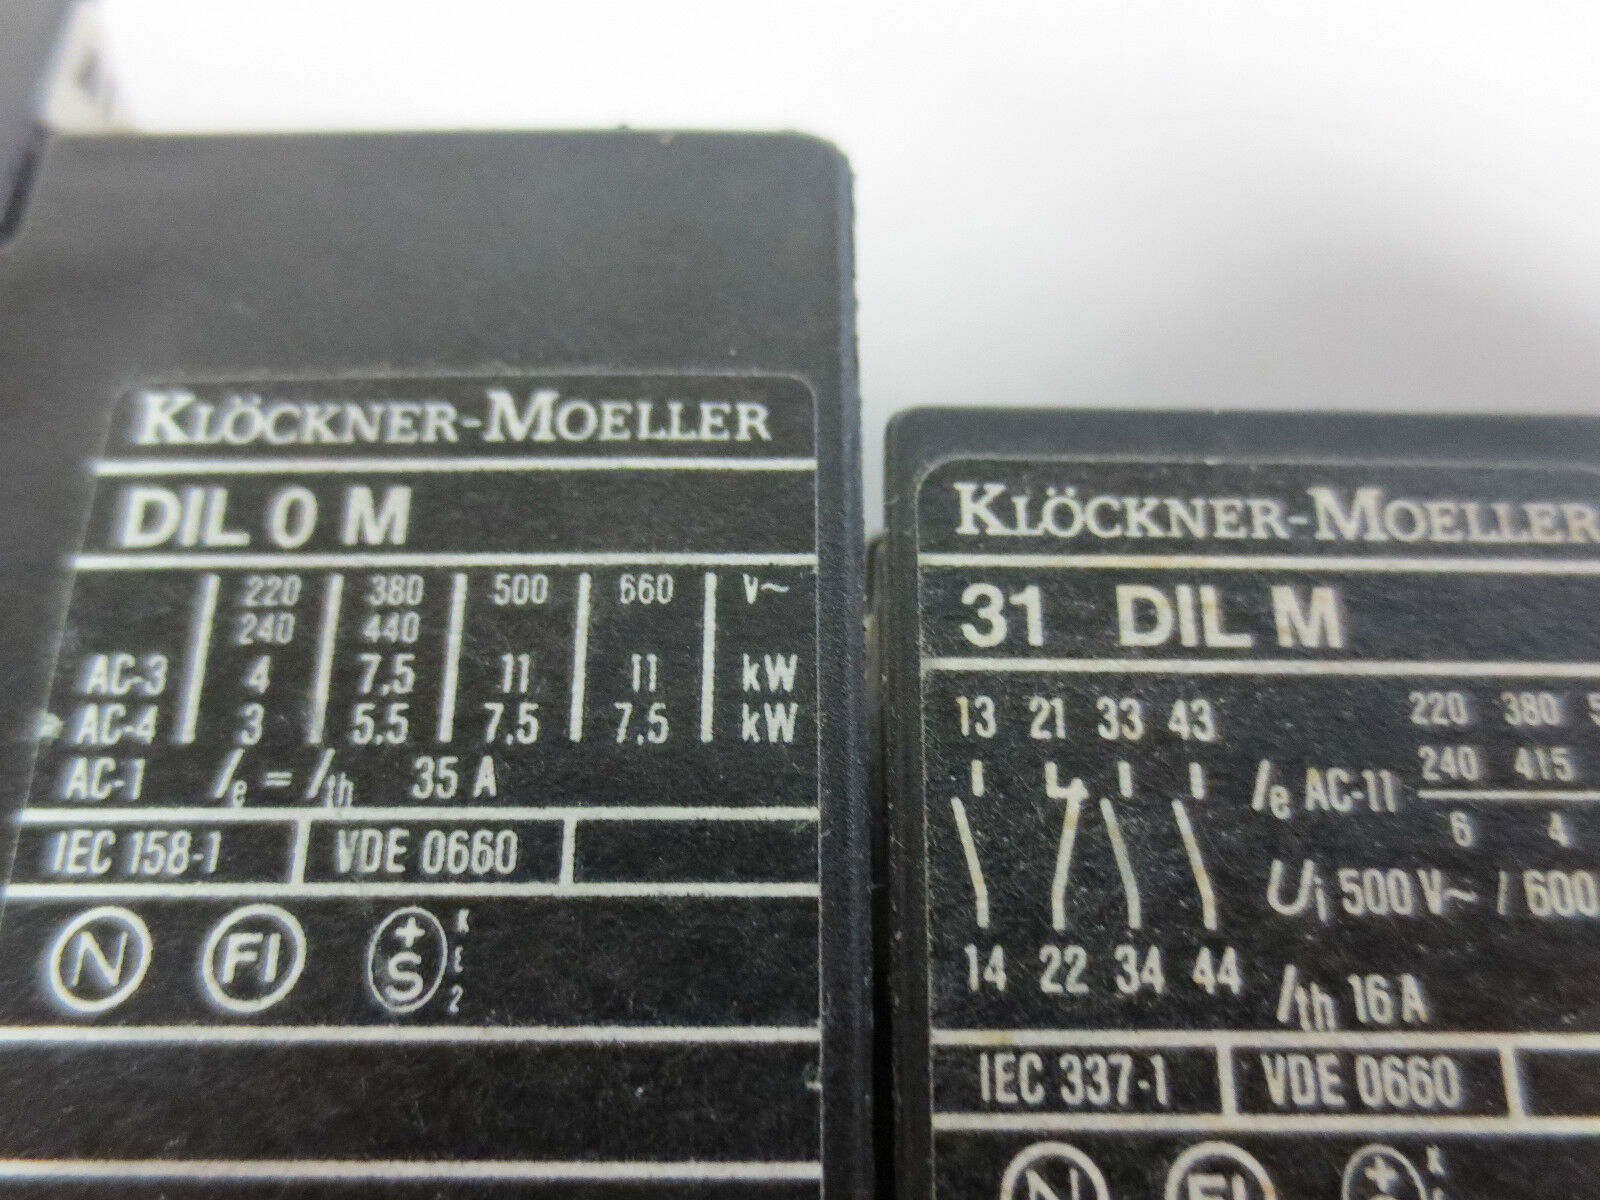 KLÖCKNER-MOELLER
DIL 0 M
220 380 500 660 V~
240 440
AC-3 4 7,5 11 11 kW
AC-4 3 5,5 7,5 7,5 kW
AC-1 Ie = Ith 35 A
IEC 158-1 VDE 0660
N FI +S K E 2
KLÖCKNER-MOELLER
31 DIL M
13 21 33 43 220 380
Ie AC-11 240 415
6 4
Ui 500 V~ / 600
14 22 34 44 Ith 16 A
IEC 337-1 VDE 0660
N FI + K